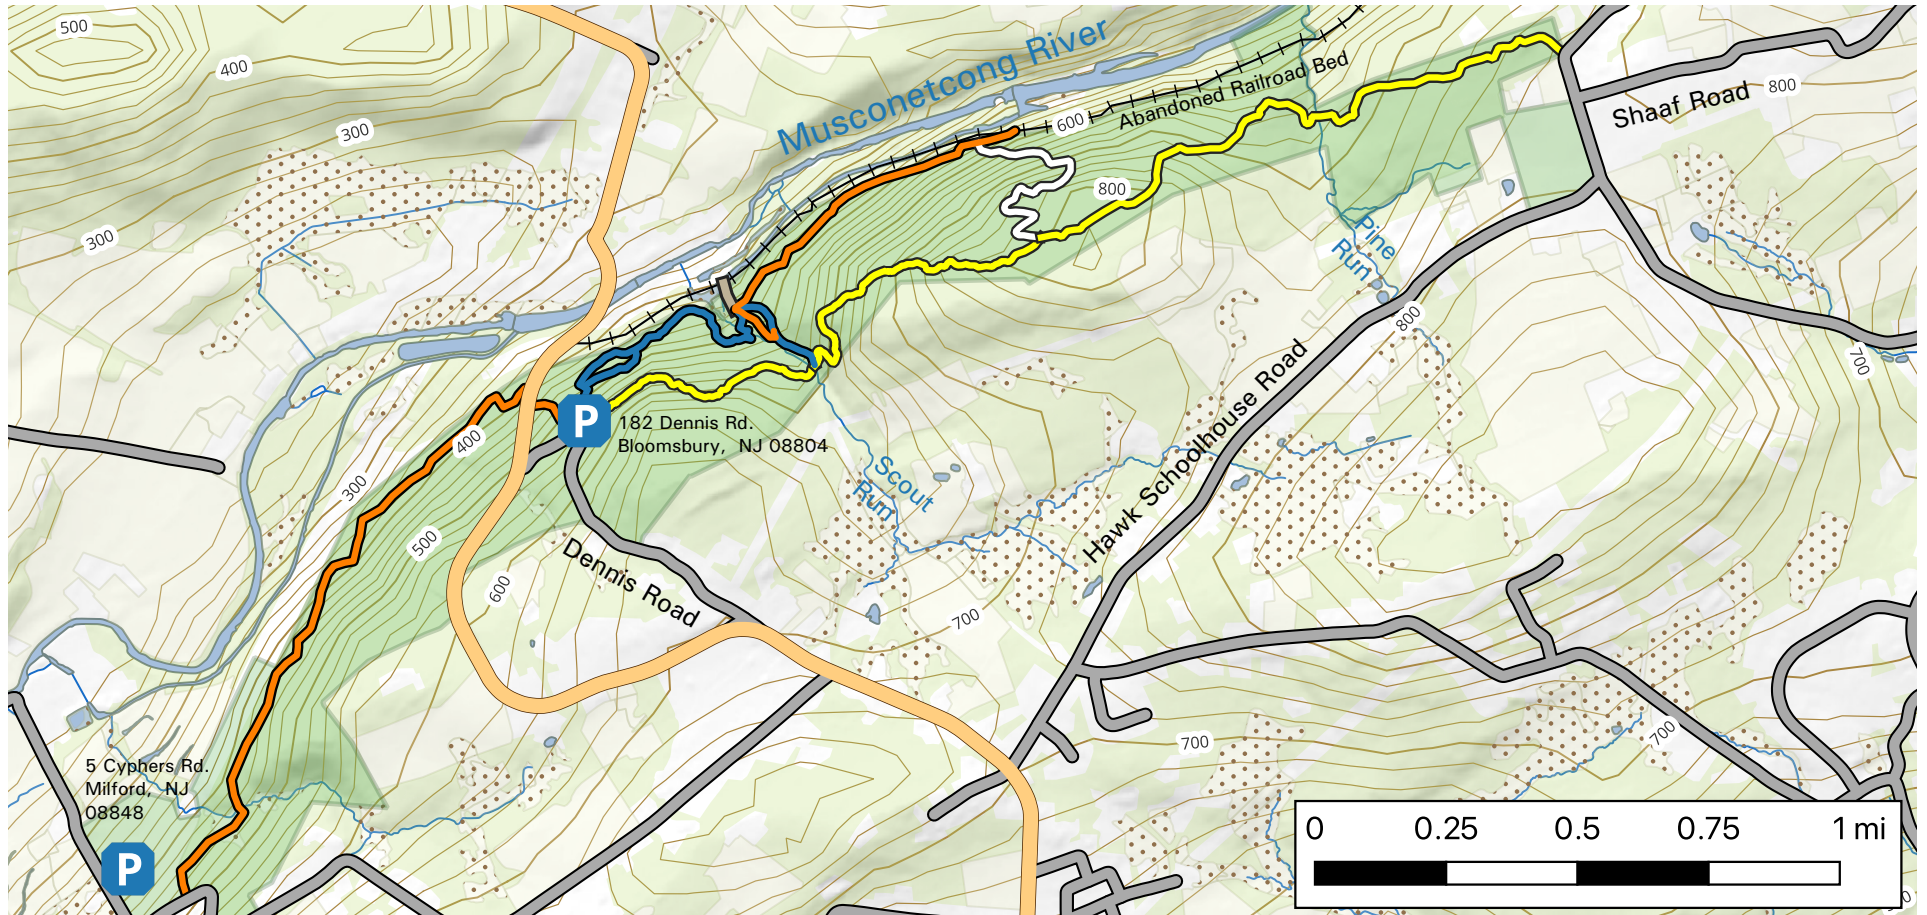 500
400
300
300
Musconetcong River
Abandoned Railroad Bed
600
800
Shaaf Road
800
Pine
Run
800
700
P
182 Dennis Rd.
Bloomsbury, NJ 08804
400
300
500
600
Scout
Run
Hawk Schoolhouse Road
Dennis Road
700
700
700
5 Cyphers Rd.
Milford, NJ
08848
P
0 0.25 0.5 0.75 1 mi